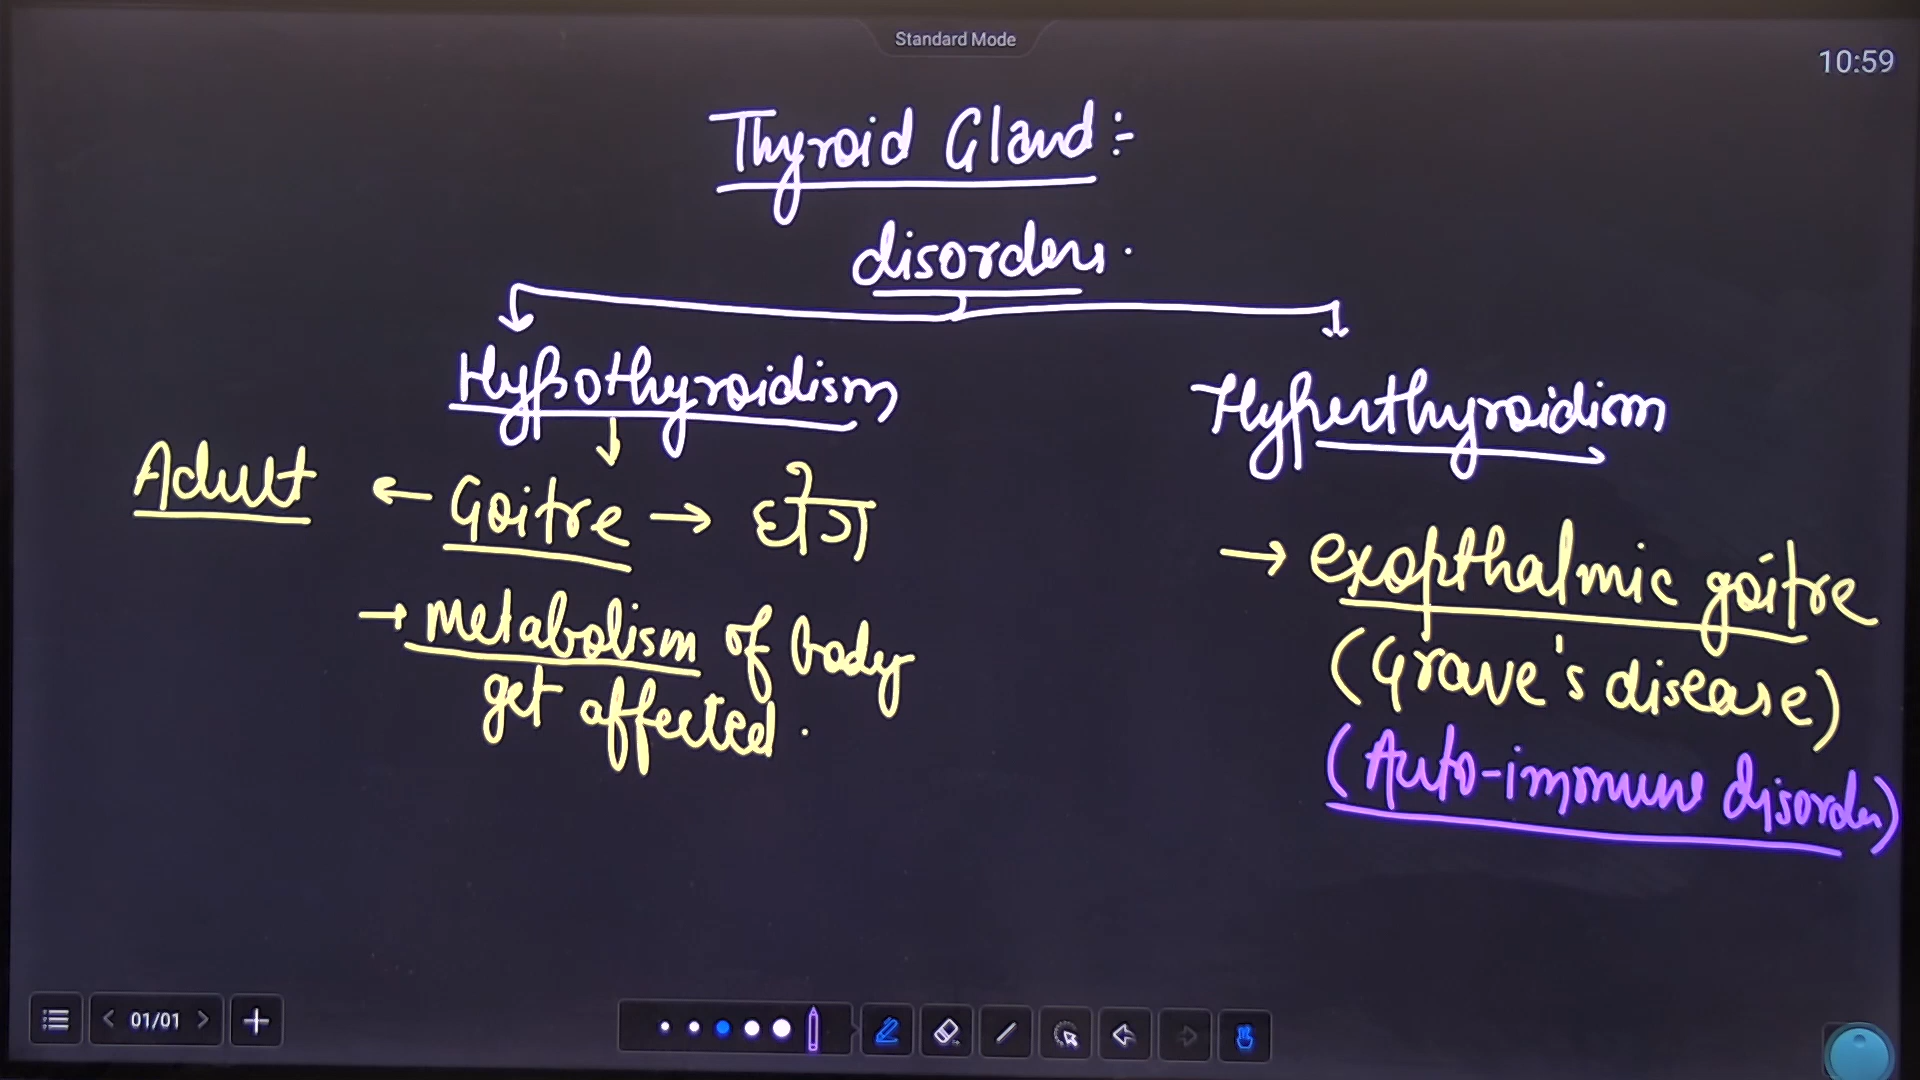 Standard Mode
10:59
Thyroid Gland :-
disorders.
Hypothyroidism
Hyperthyroidism
Adult ← Goitre → घेंग
→ exopthalmic goitre
→ metabolism of body
get affected.
(Grave's disease)
(Auto-immune disorder)
01/01